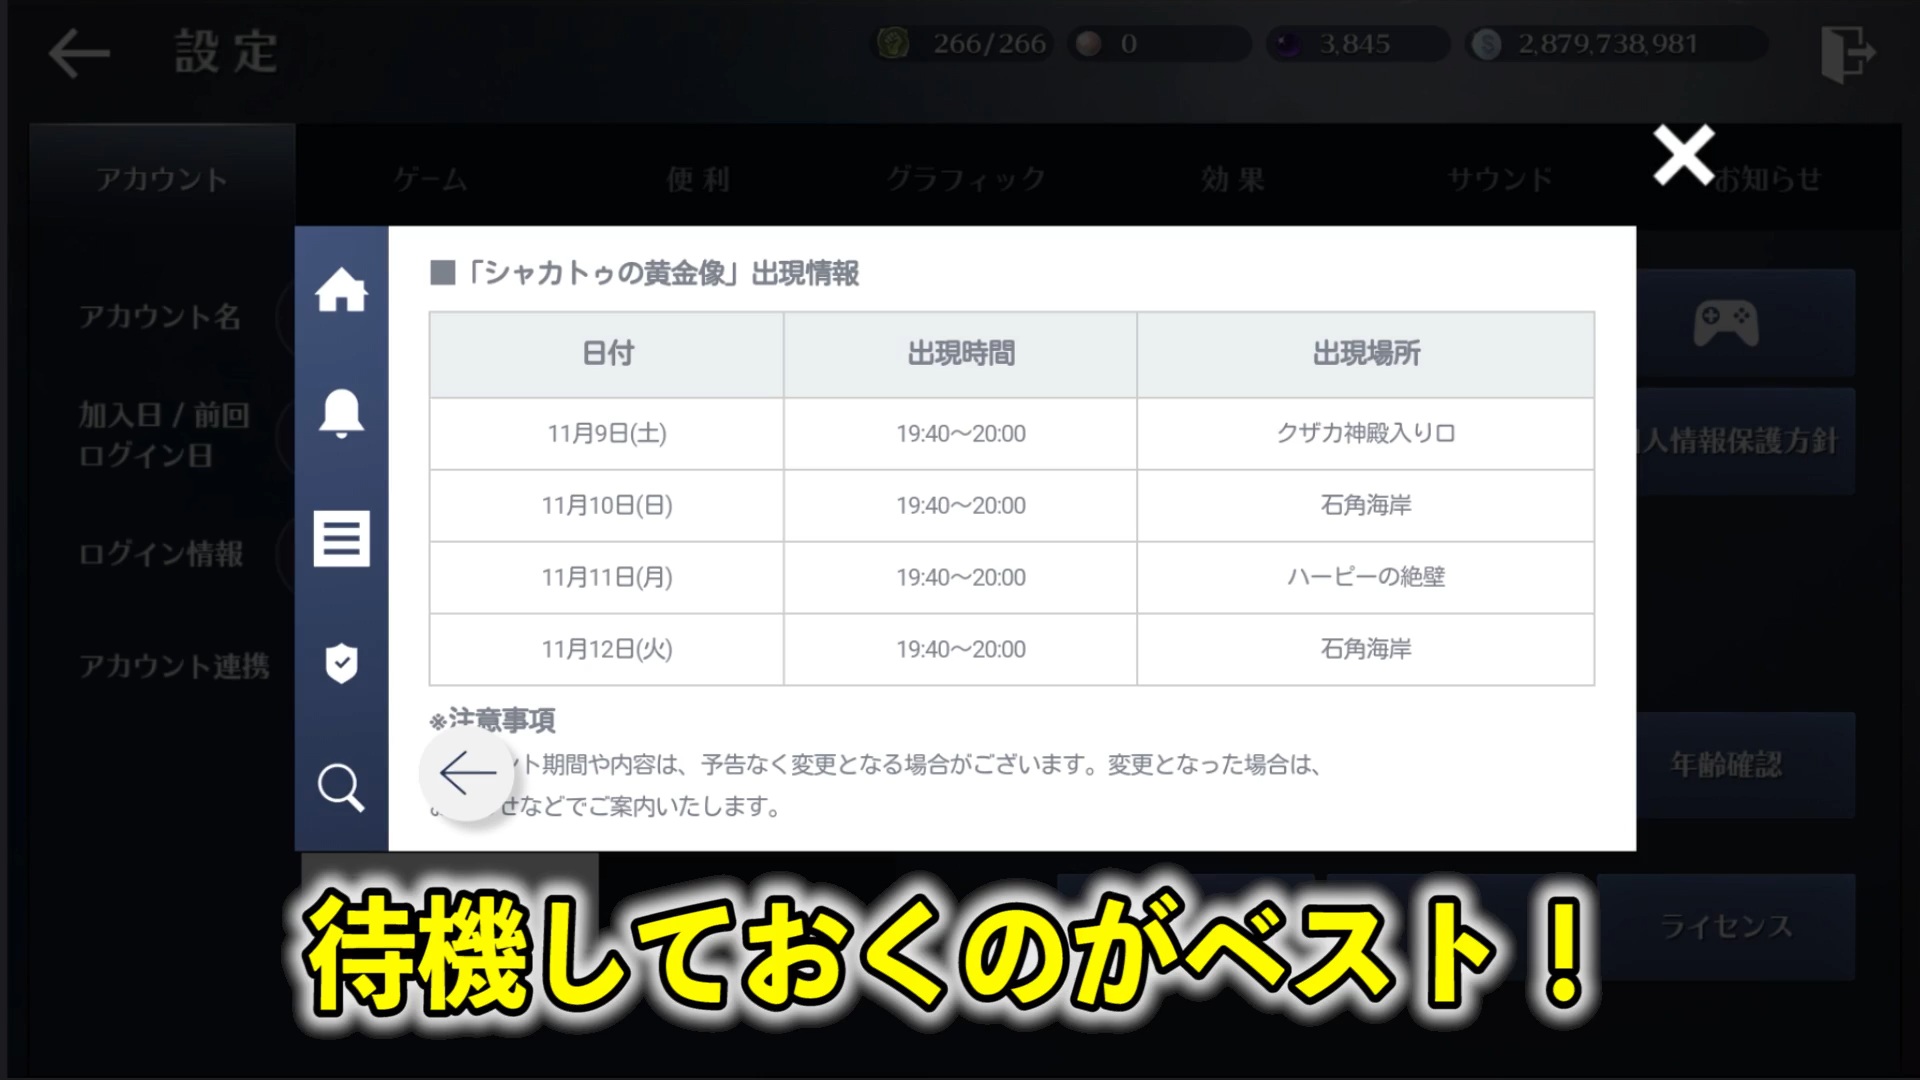 設定
266/266 0 3,845 2,879,738,981
アカウント ゲーム 便利 グラフィック 効果 サウンド お知らせ
アカウント名
加入日 / 前回
ログイン日
ログイン情報
アカウント連携
■「シャカトゥの黄金像」出現情報
日付 出現時間 出現場所
11月9日(土) 19:40〜20:00 クザカ神殿入り口
11月10日(日) 19:40〜20:00 石角海岸
11月11日(月) 19:40〜20:00 ハーピーの絶壁
11月12日(火) 19:40〜20:00 石角海岸
※注意事項
ント期間や内容は、予告なく変更となる場合がございます。変更となった場合は、
せなどでご案内いたします。
人情報保護方針
年齢確認
ライセンス
待機しておくのがベスト！